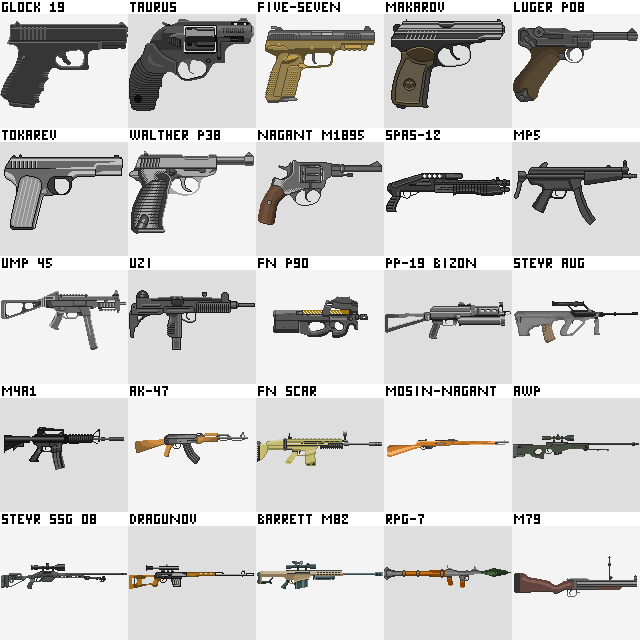 GLOCK 19 TAURUS FIVE-SEVEN MAKAROV LUGER P08
TAURUS
TOKAREV WALTHER P38 NAGANT M1895 SPAS-12 MP5
UMP 45 UZI FN P90 PP-19 BIZON STEYR AUG
M4A1 AK-47 FN SCAR MOSIN-NAGANT AWP
STEYR SSG 08 DRAGUNOV BARRETT M82 RPG-7 M79